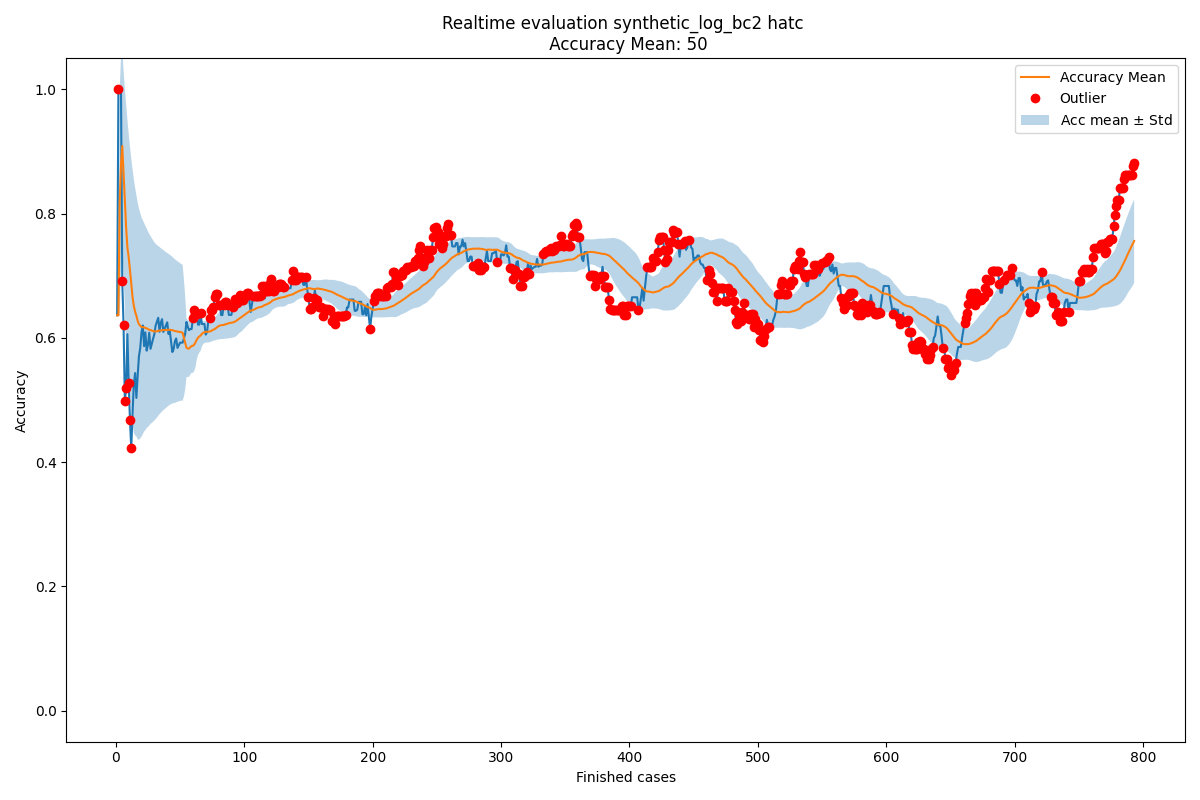 Realtime evaluation synthetic_log_bc2 hatc
Accuracy Mean: 50
Accuracy Mean
Outlier
Acc mean ± Std
1.0
0.8
0.6
0.4
0.2
0.0
Accuracy
0 100 200 300 400 500 600 700 800
Finished cases